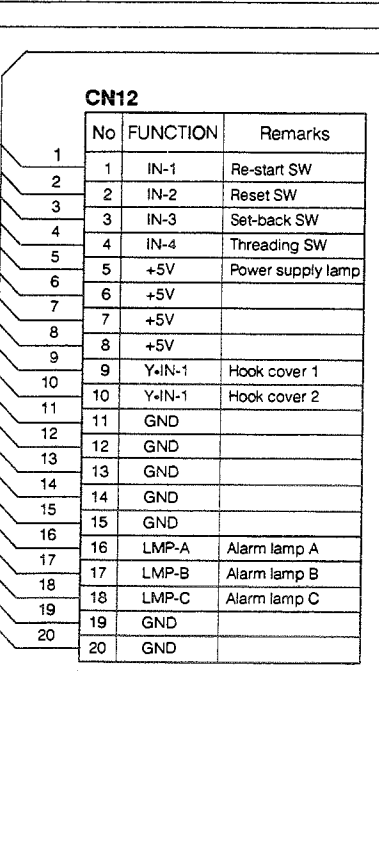 CN12
No FUNCTION Remarks
1 1 IN-1 Re-start SW
2 2 IN-2 Reset SW
3 3 IN-3 Set-back SW
4 4 IN-4 Threading SW
5 5 +5V Power supply lamp
6 6 +5V
7 7 +5V
8 8 +5V
9 9 Y•IN-1 Hook cover 1
10 10 Y•IN-1 Hook cover 2
11 11 GND
12 12 GND
13 13 GND
14 14 GND
15 15 GND
16 16 LMP-A Alarm lamp A
17 17 LMP-B Alarm lamp B
18 18 LMP-C Alarm lamp C
19 19 GND
20 20 GND